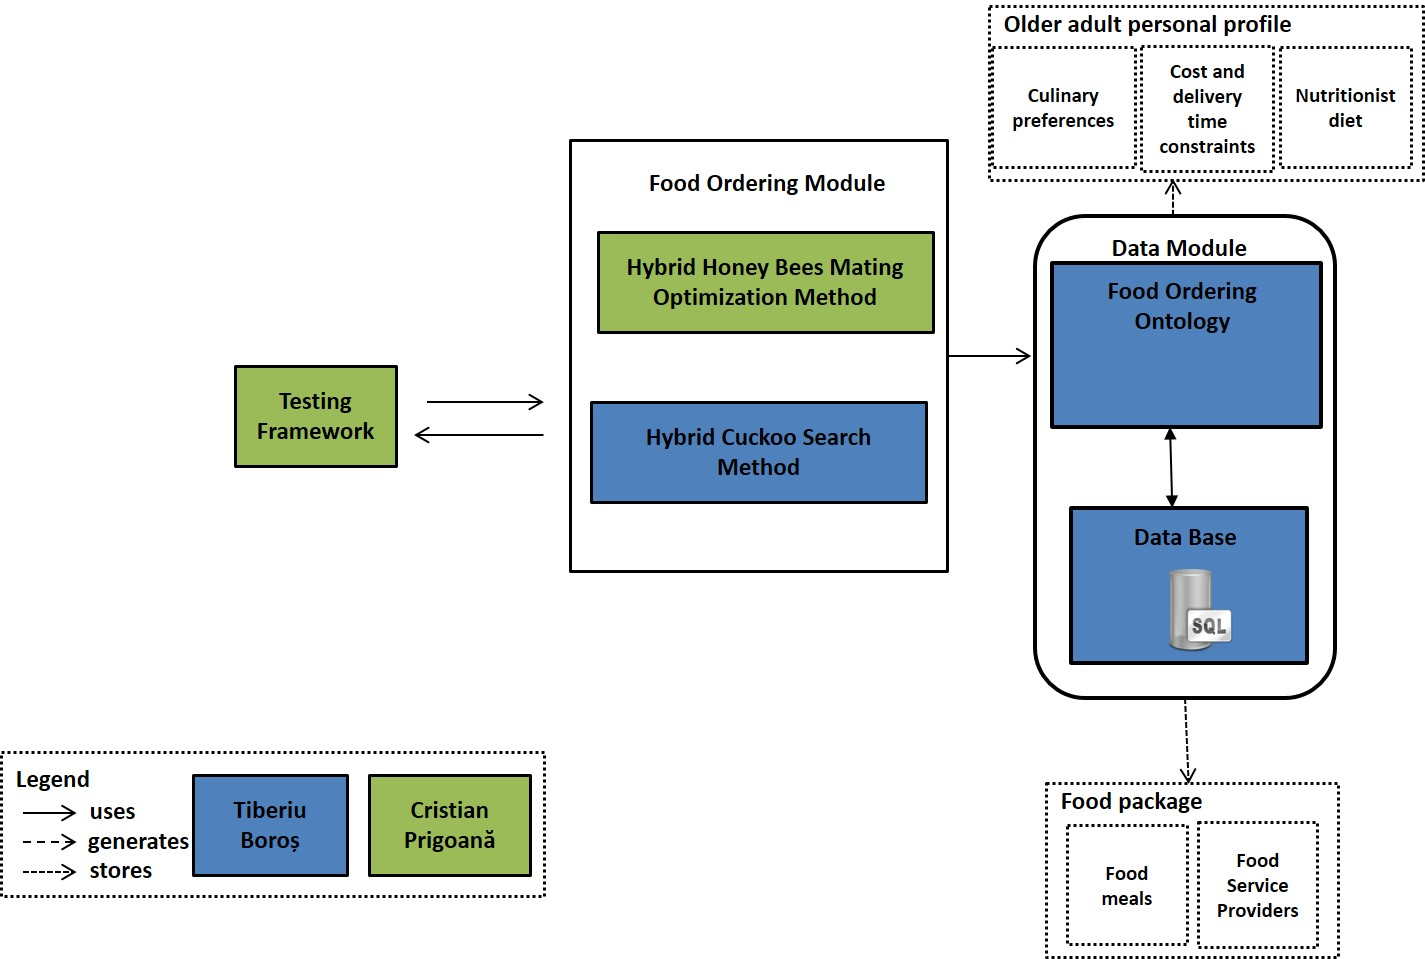 Older adult personal profile
Culinary
preferences
Cost and
delivery
time
constraints
Nutritionist
diet
Food Ordering Module
Hybrid Honey Bees Mating
Optimization Method
Hybrid Cuckoo Search
Method
Testing
Framework
Data Module
Food Ordering
Ontology
Data Base
SQL
Legend
uses
generates
stores
Tiberiu
Boroș
Cristian
Prigoană
Food package
Food
meals
Food
Service
Providers